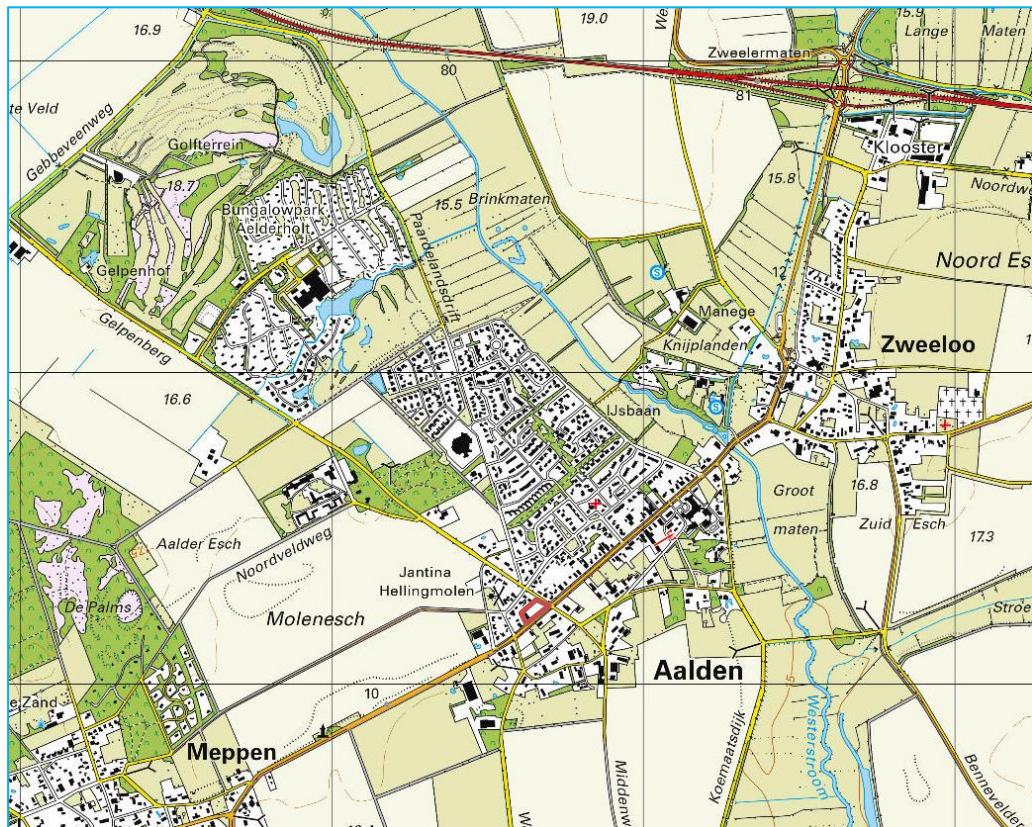 16.9
19.0
15.9
Lange Maten
Zweelermaten
80
81
te Veld
Gebbeveenweg
Golfterrein
Klooster
18.7
15.8
Noordwe
Bungalowpark
Aelderholt
15.5
Brinkmaten
Paardelandsdrift
Gelpenhof
S
12
Noord Es
Manege
Knijplanden
Zweeloo
Gelpenberg
16.6
IJsbaan
S
Groot
maten
16.8
Zuid Esch
17.3
Aalder Esch
Noordveldweg
Jantina
Hellingmolen
De Palms
Molenesch
Stroe
Aalden
10
e Zand
Meppen
Koemaatsdijk
Westerstroom
Middenw
Bennevelder